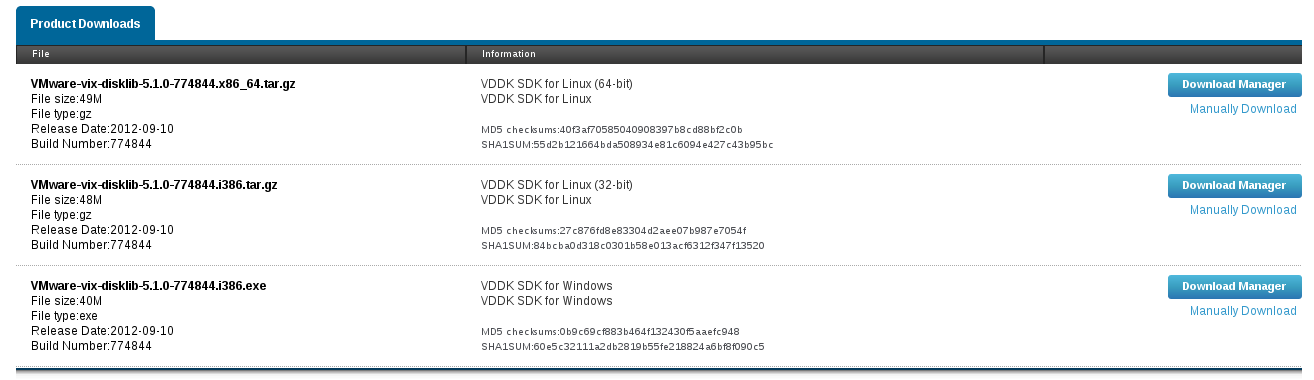 Product Downloads
File Information
VMware-vix-disklib-5.1.0-774844.x86_64.tar.gz VDDK SDK for Linux (64-bit) Download Manager
File size:49M VDDK SDK for Linux
Manually Download
File type:gz
Release Date:2012-09-10 MD5 checksums:40f3af70585040908397b8cd88bf2c0b
Build Number:774844 SHA1SUM:55d2b121664bda508934e81c6094e427c43b95bc
VMware-vix-disklib-5.1.0-774844.i386.tar.gz VDDK SDK for Linux (32-bit) Download Manager
File size:48M VDDK SDK for Linux
Manually Download
File type:gz
Release Date:2012-09-10 MD5 checksums:27c876fd8e83304d2aee07b987e7054f
Build Number:774844 SHA1SUM:84bcba0d318c0301b58e013acf6312f347f13520
VMware-vix-disklib-5.1.0-774844.i386.exe VDDK SDK for Windows Download Manager
File size:40M VDDK SDK for Windows
Manually Download
File type:exe
Release Date:2012-09-10 MD5 checksums:0b9c69cf883b464f132430f5aaefc948
Build Number:774844 SHA1SUM:60e5c32111a2db2819b55fe218824a6bf8f090c5